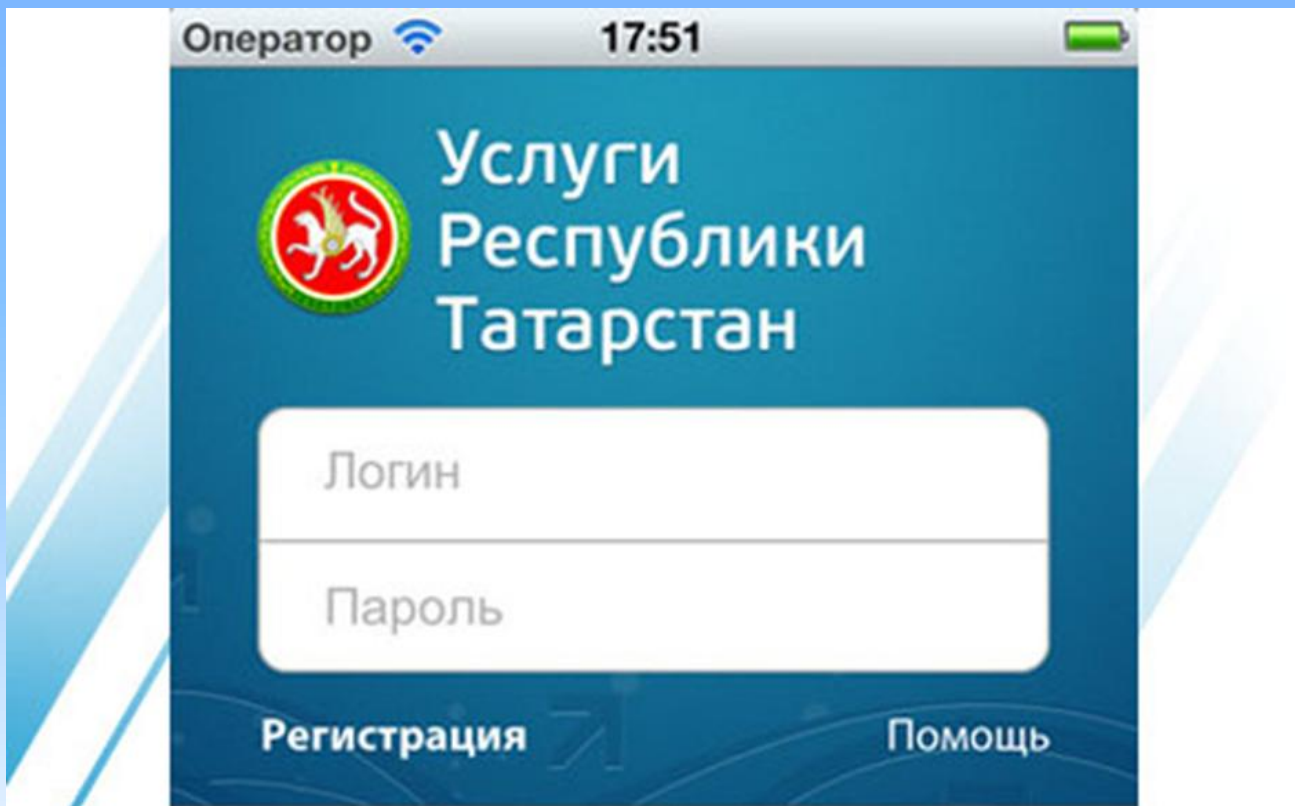 Оператор 17:51
Услуги
Республики
Татарстан
Логин
Пароль
Регистрация Помощь